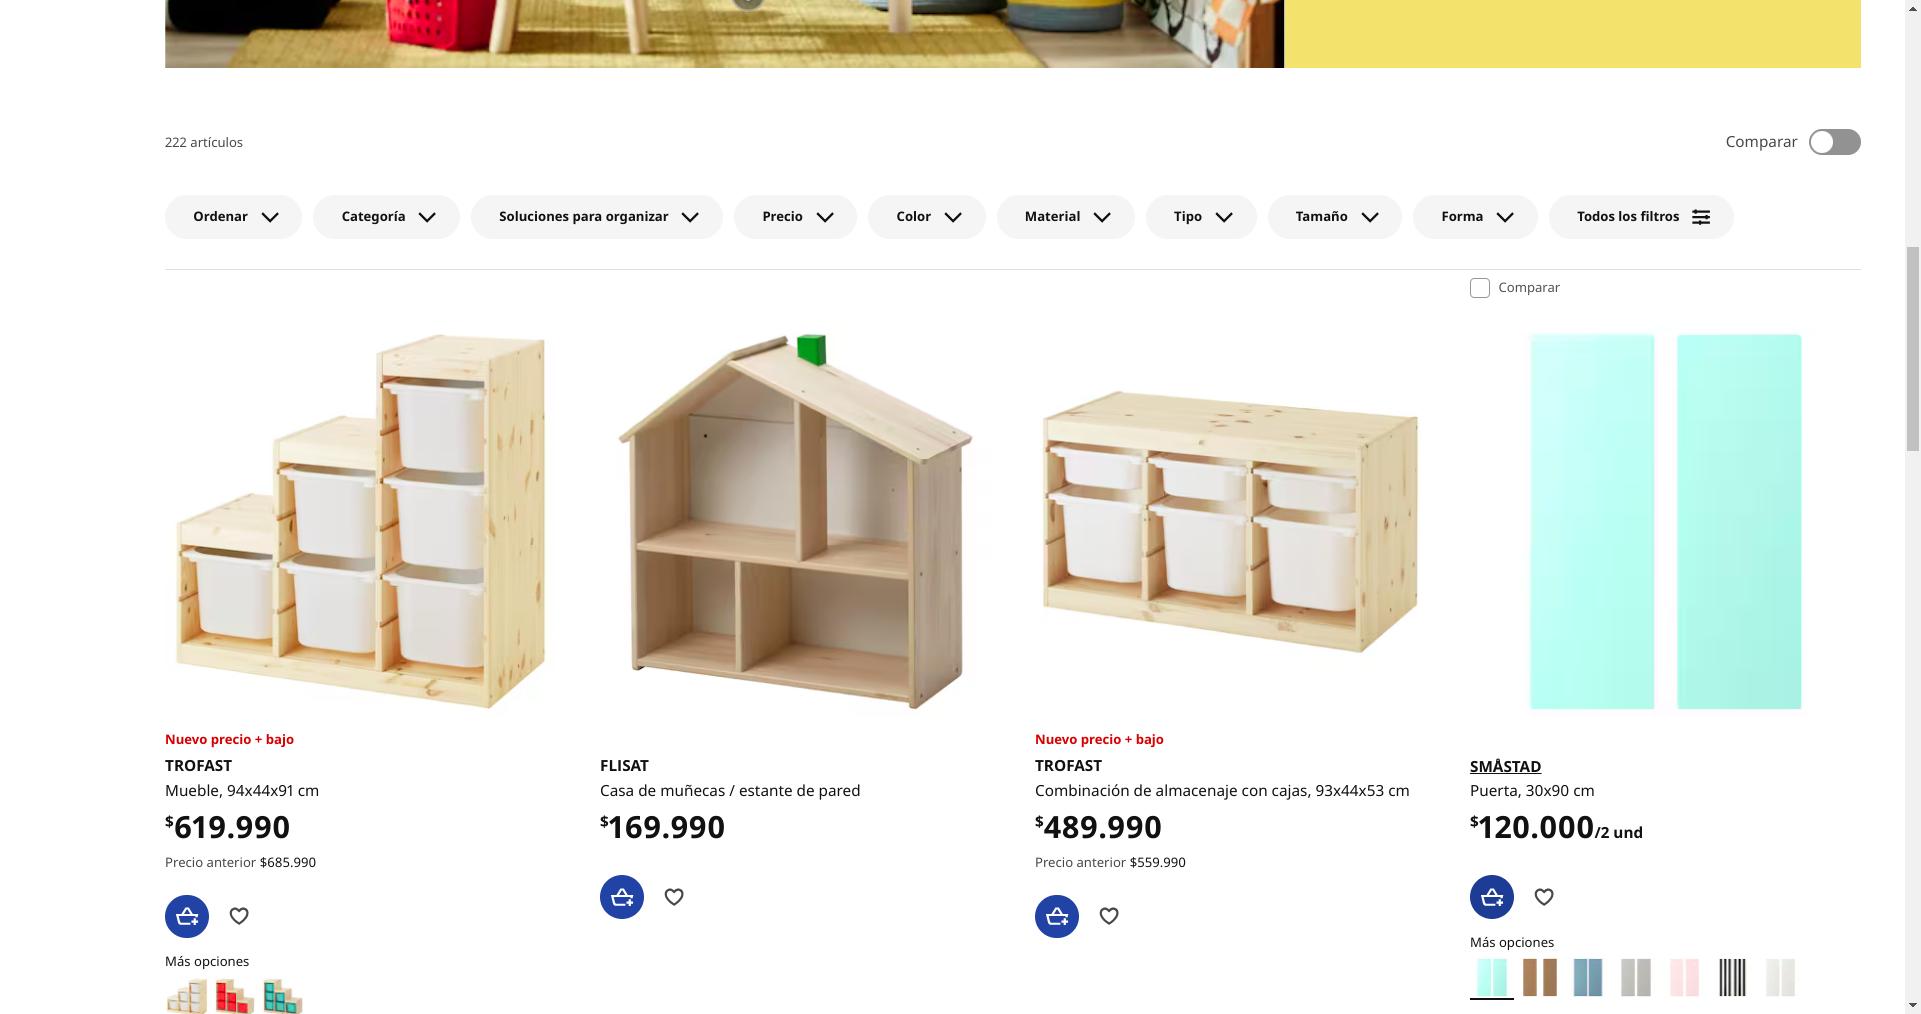 222 artículos
Comparar
Ordenar
Categoría
Soluciones para organizar
Precio
Color
Material
Tipo
Tamaño
Forma
Todos los filtros
Comparar
Nuevo precio + bajo
TROFAST
Mueble, 94x44x91 cm
$619.990
Precio anterior $685.990
Más opciones
FLISAT
Casa de muñecas / estante de pared
$169.990
Nuevo precio + bajo
TROFAST
Combinación de almacenaje con cajas, 93x44x53 cm
$489.990
Precio anterior $559.990
SMÅSTAD
Puerta, 30x90 cm
$120.000/2 und
Más opciones